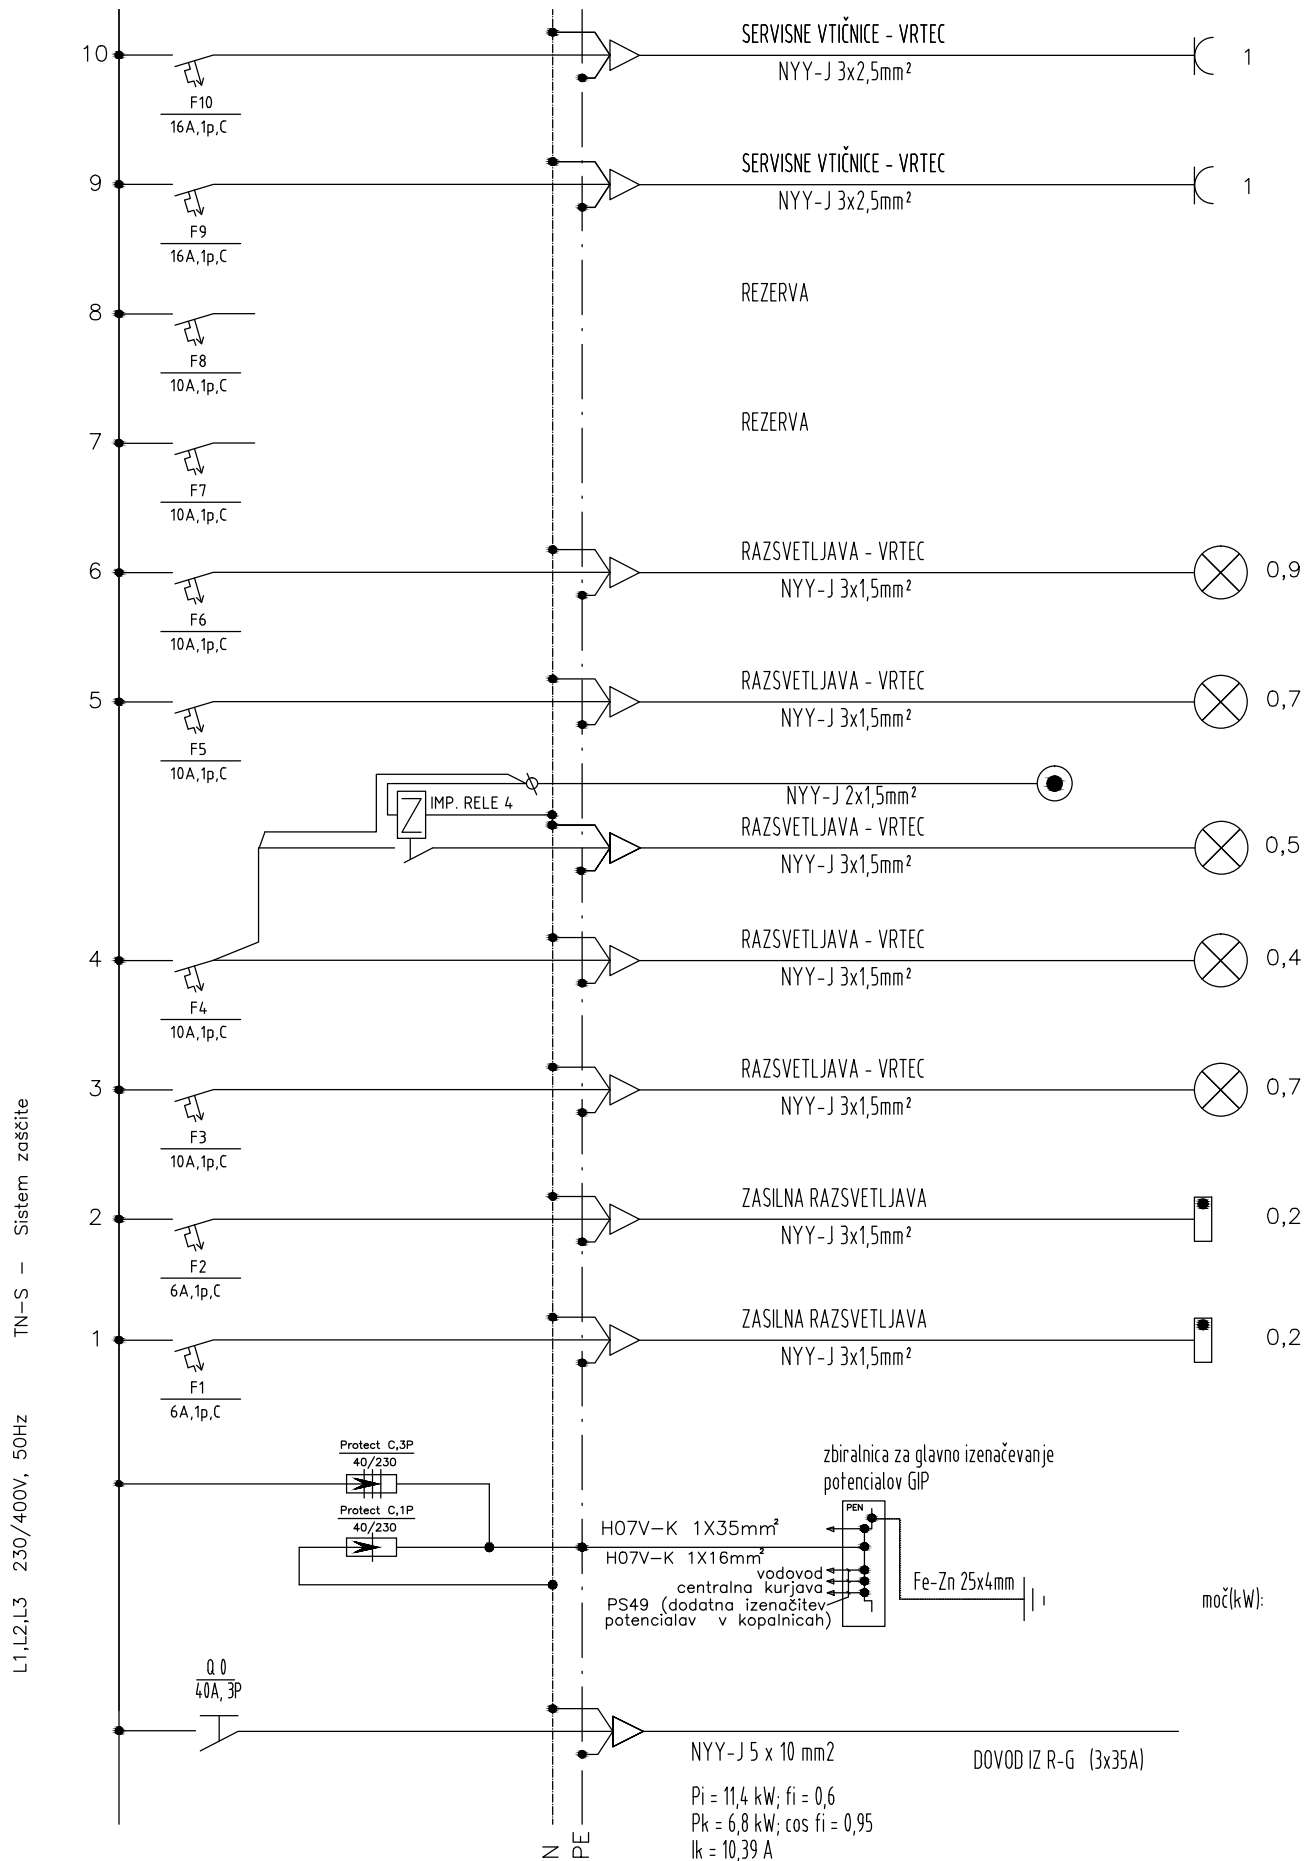 SERVISNE VTIČNICE - VRTEC
10
NYY-J 3x2,5mm²
1
F10
16A,1p,C
SERVISNE VTIČNICE - VRTEC
9
NYY-J 3x2,5mm²
1
F9
16A,1p,C
REZERVA
8
F8
10A,1p,C
REZERVA
7
F7
10A,1p,C
RAZSVETLJAVA - VRTEC
6
NYY-J 3x1,5mm²
0,9
F6
10A,1p,C
RAZSVETLJAVA - VRTEC
5
NYY-J 3x1,5mm²
0,7
F5
10A,1p,C
NYY-J 2x1,5mm²
IMP. RELE 4
RAZSVETLJAVA - VRTEC
NYY-J 3x1,5mm²
0,5
RAZSVETLJAVA - VRTEC
4
NYY-J 3x1,5mm²
0,4
F4
10A,1p,C
RAZSVETLJAVA - VRTEC
3
NYY-J 3x1,5mm²
0,7
F3
10A,1p,C
ZASILNA RAZSVETLJAVA
2
NYY-J 3x1,5mm²
0,2
F2
6A,1p,C
ZASILNA RAZSVETLJAVA
1
NYY-J 3x1,5mm²
0,2
F1
6A,1p,C
L1,L2,L3 230/400V, 50Hz TN-S - Sistem zaščite
Protect C,3P
40/230
Protect C,1P
40/230
zbiralnica za glavno izenačevanje
potencialov GIP
PEN
H07V-K 1X35mm²
H07V-K 1X16mm²
vodovod
centralna kurjava
PS49 (dodatna izenačitev
potencialav v kopalnicah)
Fe-Zn 25x4mm
moč(kW):
Q 0
40A, 3P
NYY-J 5 x 10 mm2
DOVOD IZ R-G (3x35A)
Pi = 11,4 kW; fi = 0,6
Pk = 6,8 kW; cos fi = 0,95
Ik = 10,39 A
N
PE